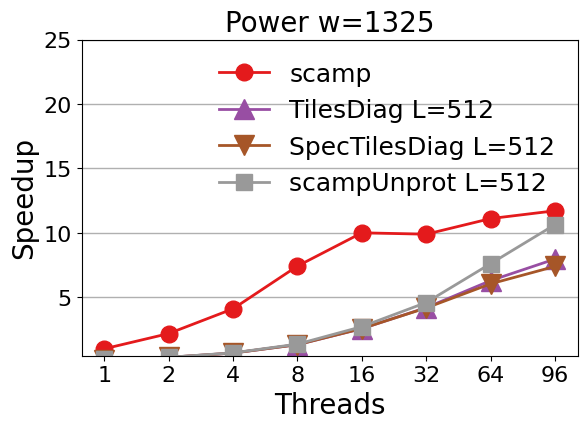 Power w=1325
25
20
15
10
5
Speedup
scamp
TilesDiag L=512
SpecTilesDiag L=512
scampUnprot L=512
1 2 4 8 16 32 64 96
Threads